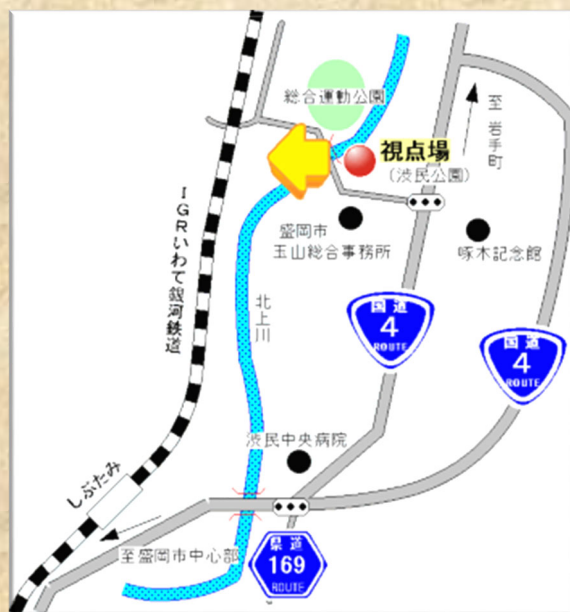 総合運動公園
至 岩手町
視点場
（渋民公園）
盛岡市
玉山総合事務所
啄木記念館
IGRいわて銀河鉄道
北上川
国道
4
ROUTE
国道
4
ROUTE
渋民中央病院
しぶたみ
至盛岡市中心部
県道
169
ROUTE